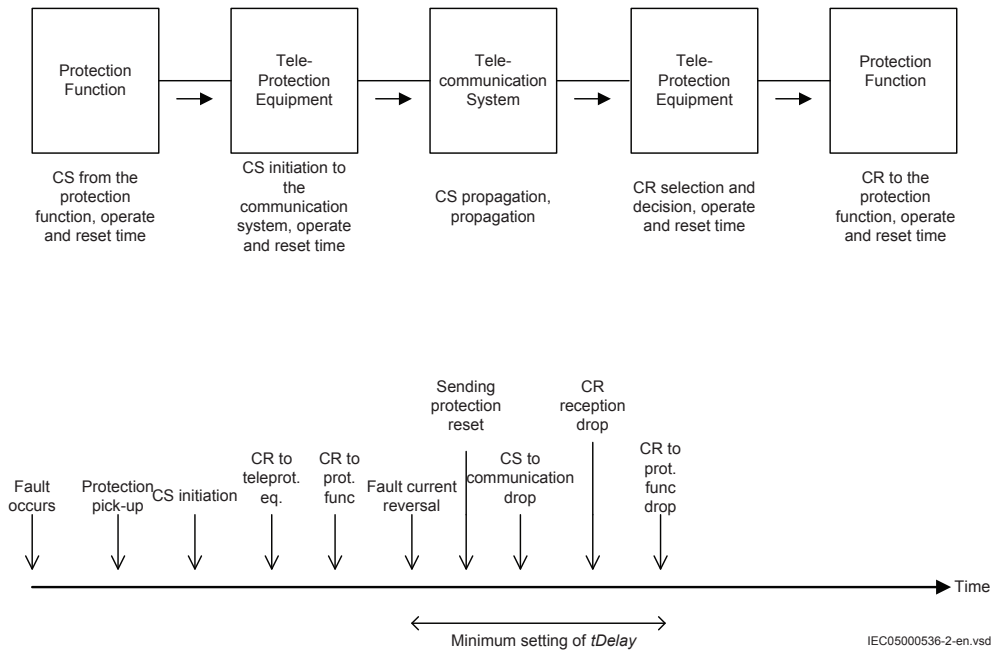 Protection
Function
Tele-
Protection
Equipment
Tele-
communication
System
Tele-
Protection
Equipment
Protection
Function
CS from the
protection
function, operate
and reset time
CS initiation to
the
communication
system, operate
and reset time
CS propagation,
propagation
CR selection and
decision, operate
and reset time
CR to the
protection
function, operate
and reset time
Fault
occurs
Protection
pick-up
CS initiation
CR to
teleprot.
eq.
CR to
prot.
func
Fault current
reversal
Sending
protection
reset
CS to
communication
drop
CR
reception
drop
CR to
prot.
func
drop
Time
Minimum setting of tDelay
IEC05000536-2-en.vsd